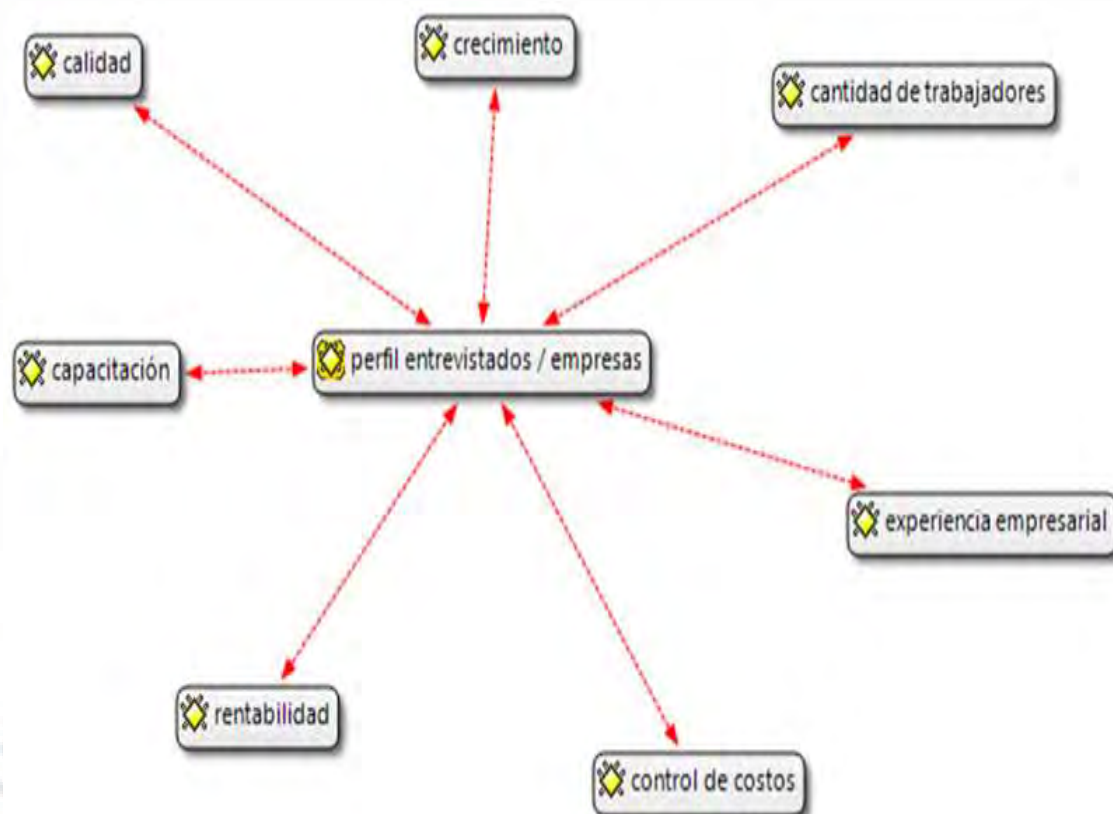 crecimiento
calidad
cantidad de trabajadores
perfil entrevistados / empresas
capacitación
experiencia empresarial
rentabilidad
control de costos